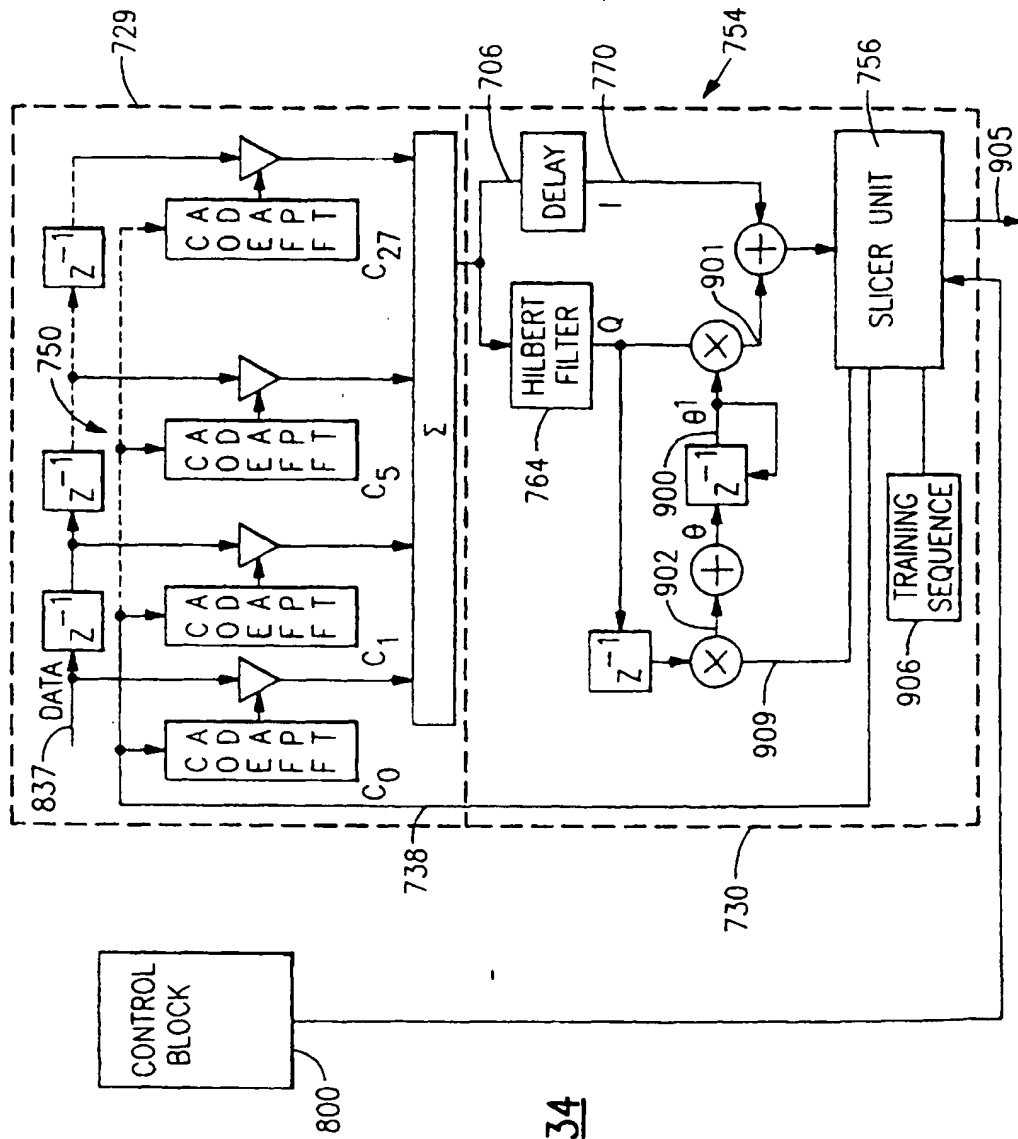 837
DATA
Z⁻¹
Z⁻¹
Z⁻¹
750
729
C A
O D
E A
F P
F T
C0
C A
O D
E A
F P
F T
C1
C A
O D
E A
F P
F T
C5
C A
O D
E A
F P
F T
C27
Σ
738
706
DELAY
770
I
HILBERT
FILTER
764
Q
754
Z⁻¹
902
θ
Z⁻¹
900
θ¹
901
909
SLICER UNIT
756
TRAINING
SEQUENCE
906
905
730
CONTROL
BLOCK
800
34